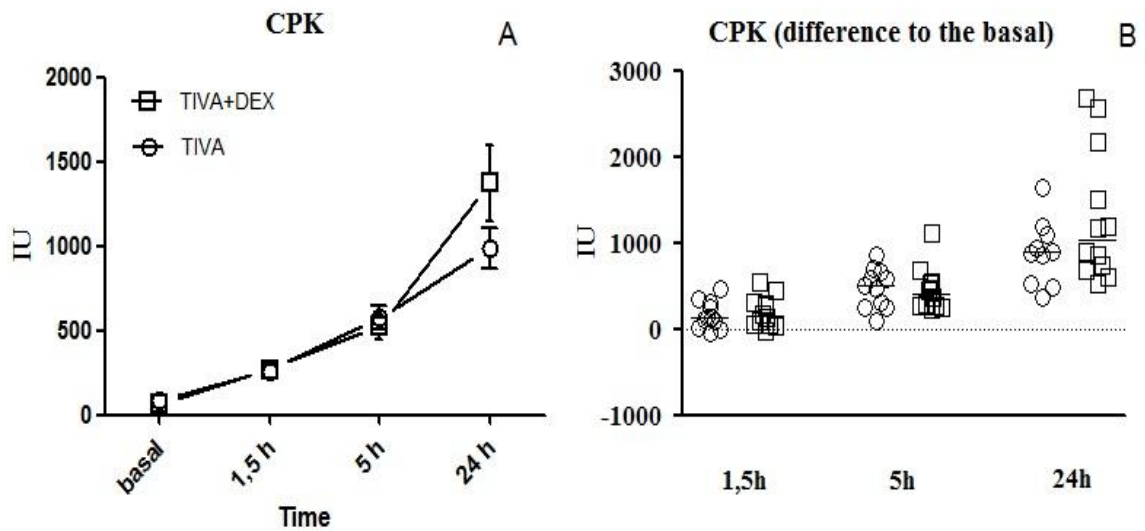 CPK
A
2000
1500
1000
500
0
IU
TIVA+DEX
TIVA
basal
1,5 h
5 h
24 h
Time
CPK (difference to the basal)
B
3000
2000
1000
0
-1000
IU
1,5h
5h
24h